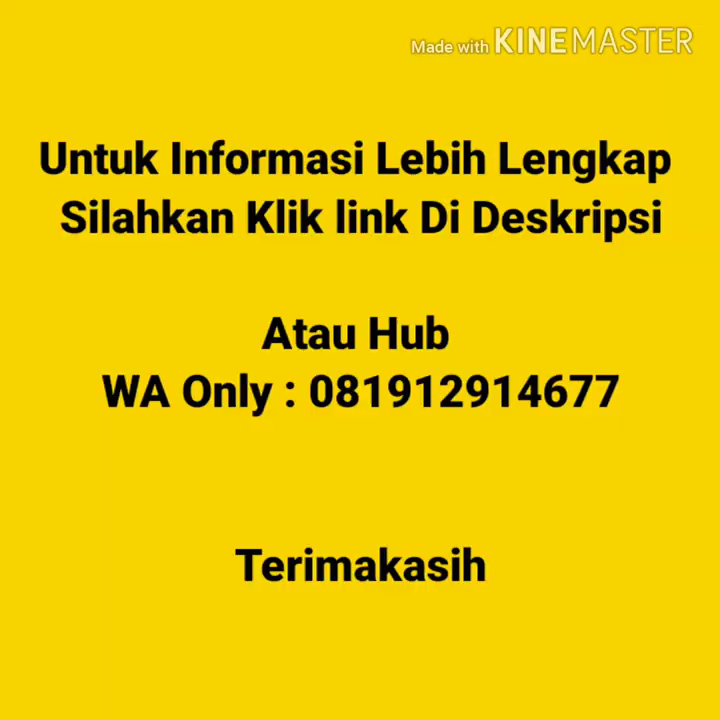 Made with KINEMASTER
Untuk Informasi Lebih Lengkap
Silahkan Klik link Di Deskripsi
Atau Hub
WA Only : 081912914677
Terimakasih